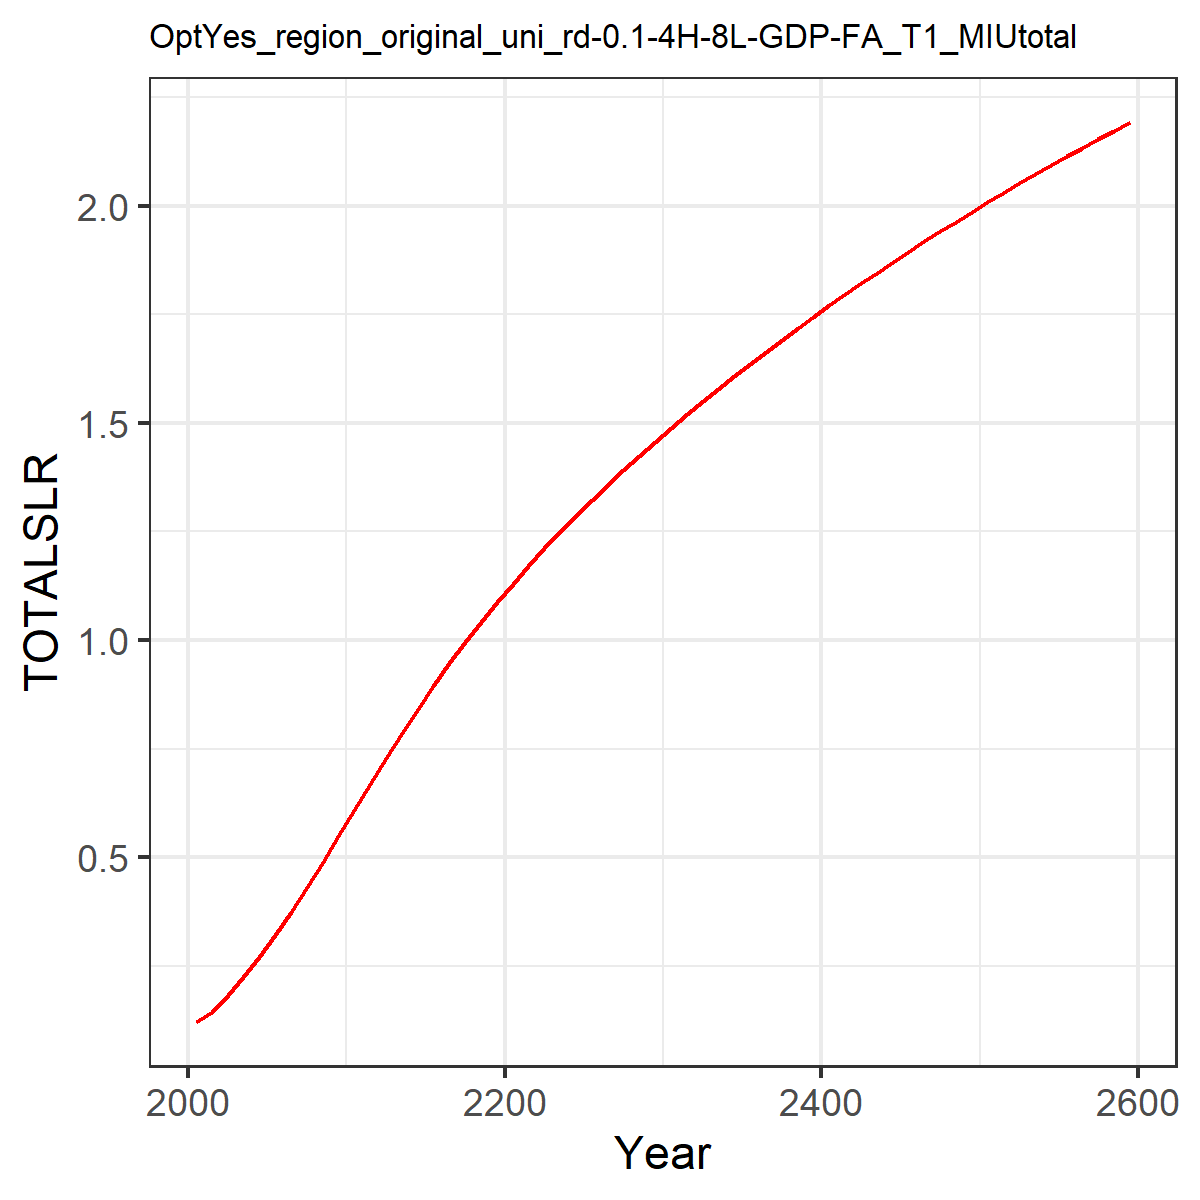 OptYes_region_original_uni_rd-0.1-4H-8L-GDP-FA_T1_MIUtotal
TOTALSLR
2.0
1.5
1.0
0.5
2000 2200 2400 2600
Year